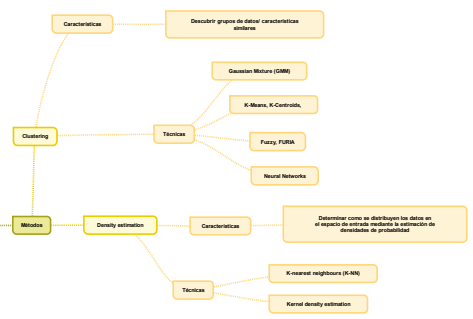 Características
Descubrir grupos de datos/ características
similares
Gaussian Mixture (GMM)
K-Means, K-Centroids,
Técnicas
Clustering
Fuzzy, FURIA
Neural Networks
Métodos
Density estimation
Características
Determinar como se distribuyen los datos en
el espacio de entrada mediante la estimación de
densidades de probabilidad
K-nearest neighbours (K-NN)
Técnicas
Kernel density estimation